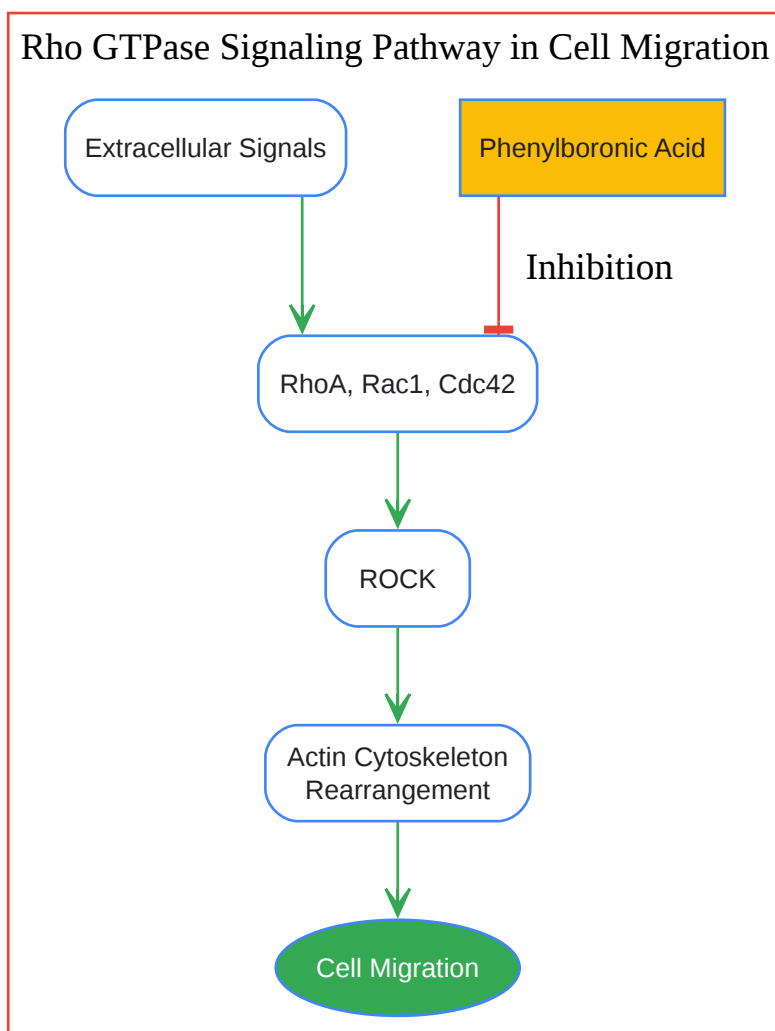 Rho GTPase Signaling Pathway in Cell Migration
Extracellular Signals
Phenylboronic Acid
Inhibition
RhoA, Rac1, Cdc42
ROCK
Actin Cytoskeleton
Rearrangement
Cell Migration